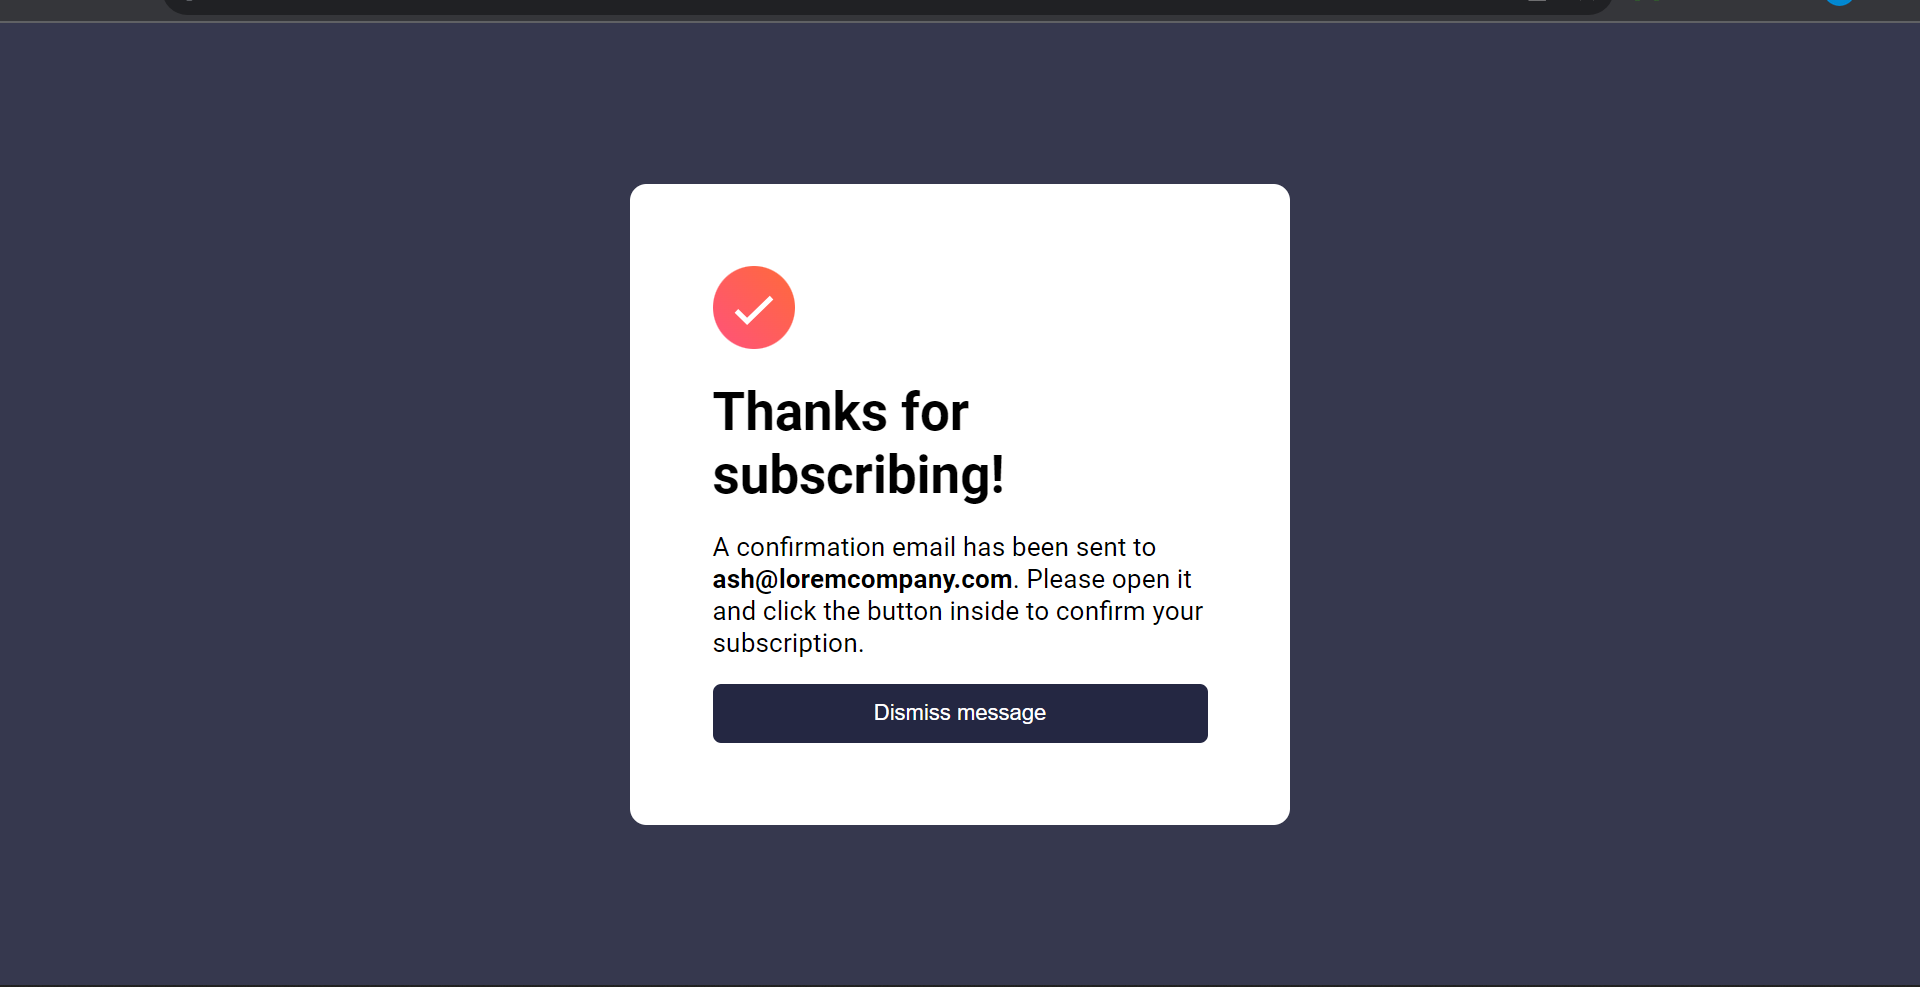 Thanks for
subscribing!
A confirmation email has been sent to
ash@loremcompany.com. Please open it
and click the button inside to confirm your
subscription.
Dismiss message